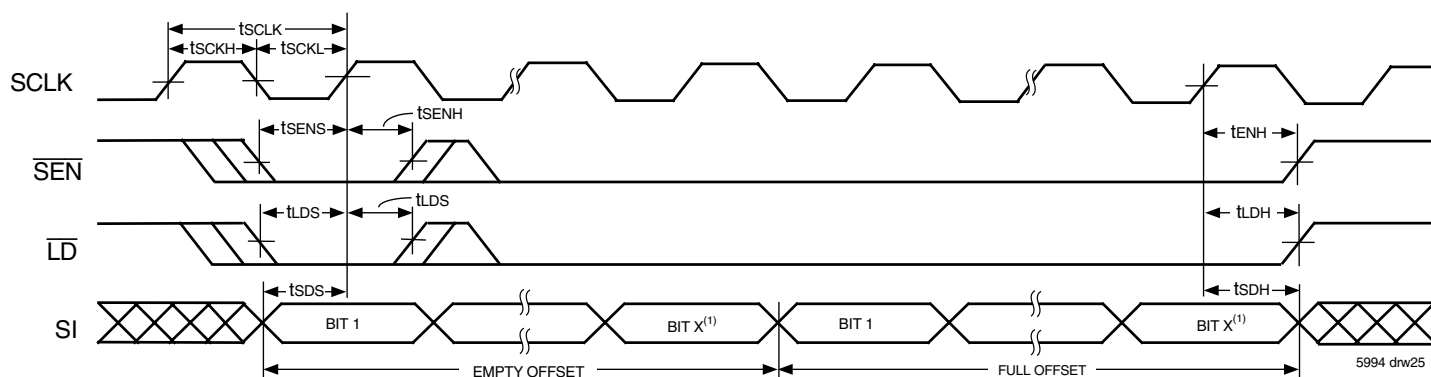 tSCLK
tSCKH tSCKL
SCLK
tSENS tSENH tENH
SEN
tLDS tLDS tLDH
LD
tSDS tSDH
SI BIT 1 BIT X(1) BIT 1 BIT X(1)
EMPTY OFFSET FULL OFFSET 5994 drw25